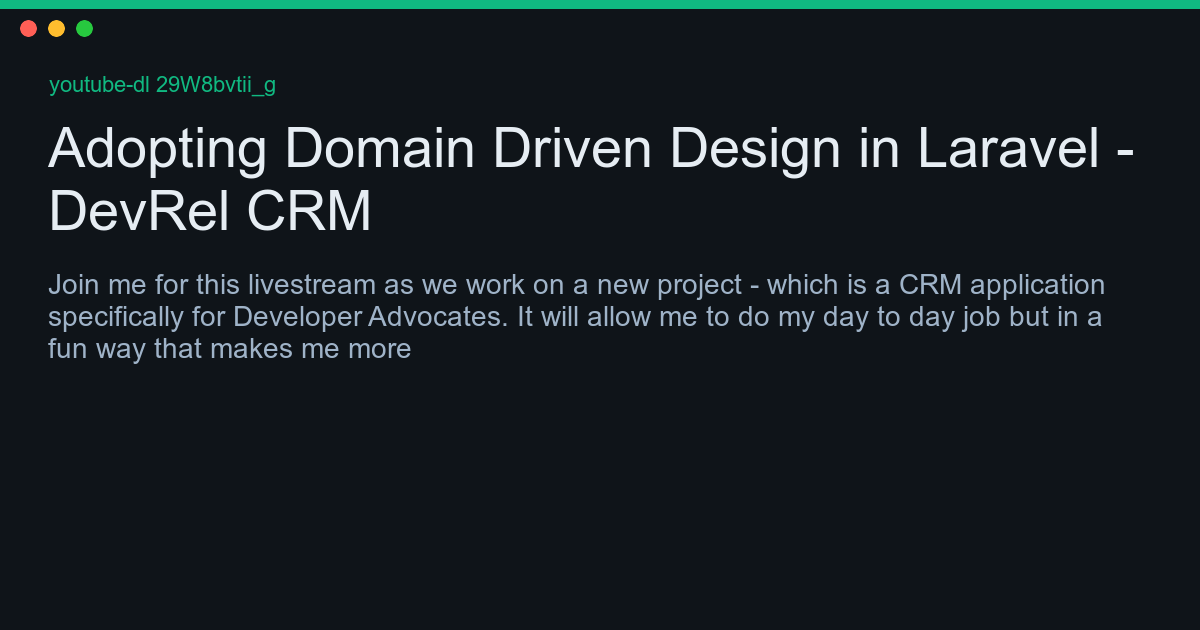 youtube-dl 29W8bvtii_g
Adopting Domain Driven Design in Laravel -
DevRel CRM
Join me for this livestream as we work on a new project - which is a CRM application
specifically for Developer Advocates. It will allow me to do my day to day job but in a
fun way that makes me more